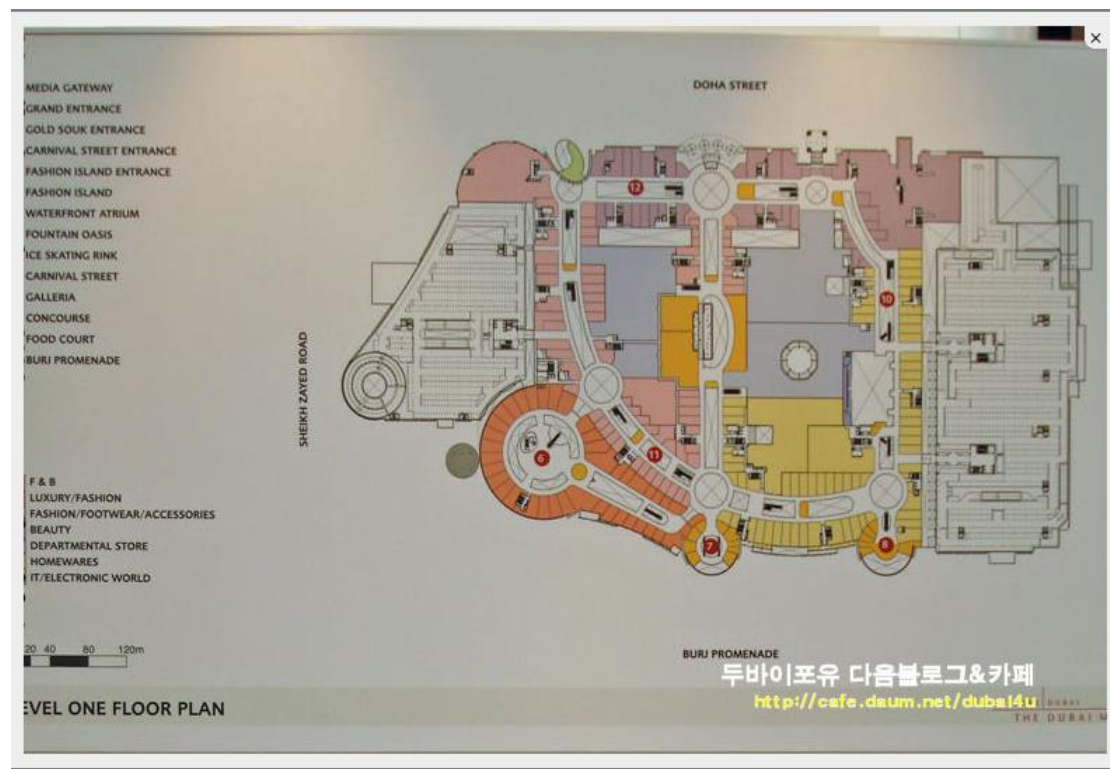 DOHA STREET
MEDIA GATEWAY
GRAND ENTRANCE
GOLD SOUK ENTRANCE
CARNIVAL STREET ENTRANCE
FASHION ISLAND ENTRANCE
FASHION ISLAND
WATERFRONT ATRIUM
FOUNTAIN OASIS
ICE SKATING RINK
CARNIVAL STREET
GALLERIA
CONCOURSE
FOOD COURT
BURJ PROMENADE
SHEIKH ZAYED ROAD
12
10
11
6
7
8
F & B
LUXURY/FASHION
FASHION/FOOTWEAR/ACCESSORIES
BEAUTY
DEPARTMENTAL STORE
HOMEWARES
IT/ELECTRONIC WORLD
20 40 80 120m
BURJ PROMENADE
두바이포유 다음블로그&카페
http://cafe.daum.net/dubai4u
EVEL ONE FLOOR PLAN
DUBAI
THE DUBAI M